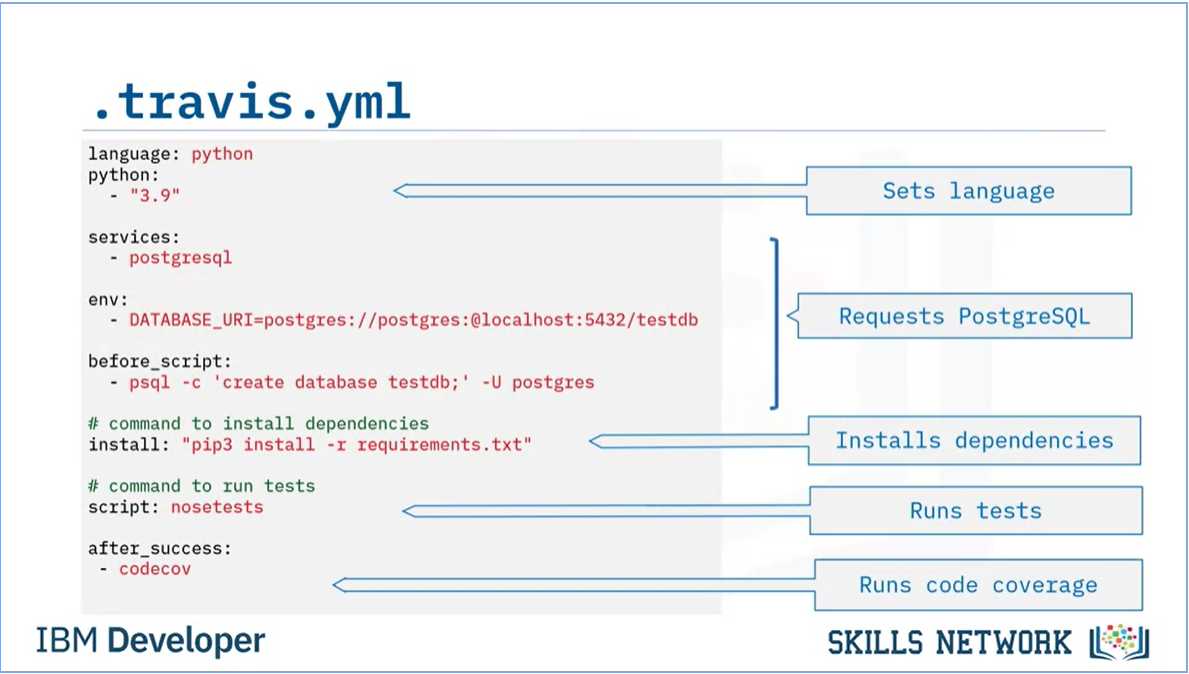 .travis.yml
language: python
python:
  - "3.9"
services:
  - postgresql
env:
  - DATABASE_URI=postgres://postgres:@localhost:5432/testdb
before_script:
  - psql -c 'create database testdb;' -U postgres
# command to install dependencies
install: "pip3 install -r requirements.txt"
# command to run tests
script: nosetests
after_success:
 - codecov
Sets language
Requests PostgreSQL
Installs dependencies
Runs tests
Runs code coverage
IBM Developer
SKILLS NETWORK